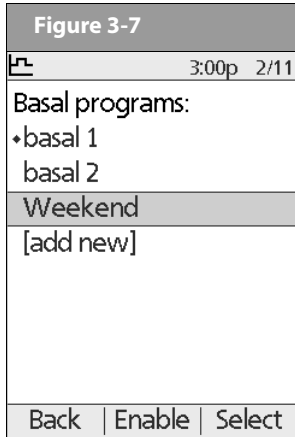 Figure 3-7
3:00p 2/11
Basal programs:
◆basal 1
basal 2
Weekend
[add new]
Back | Enable | Select